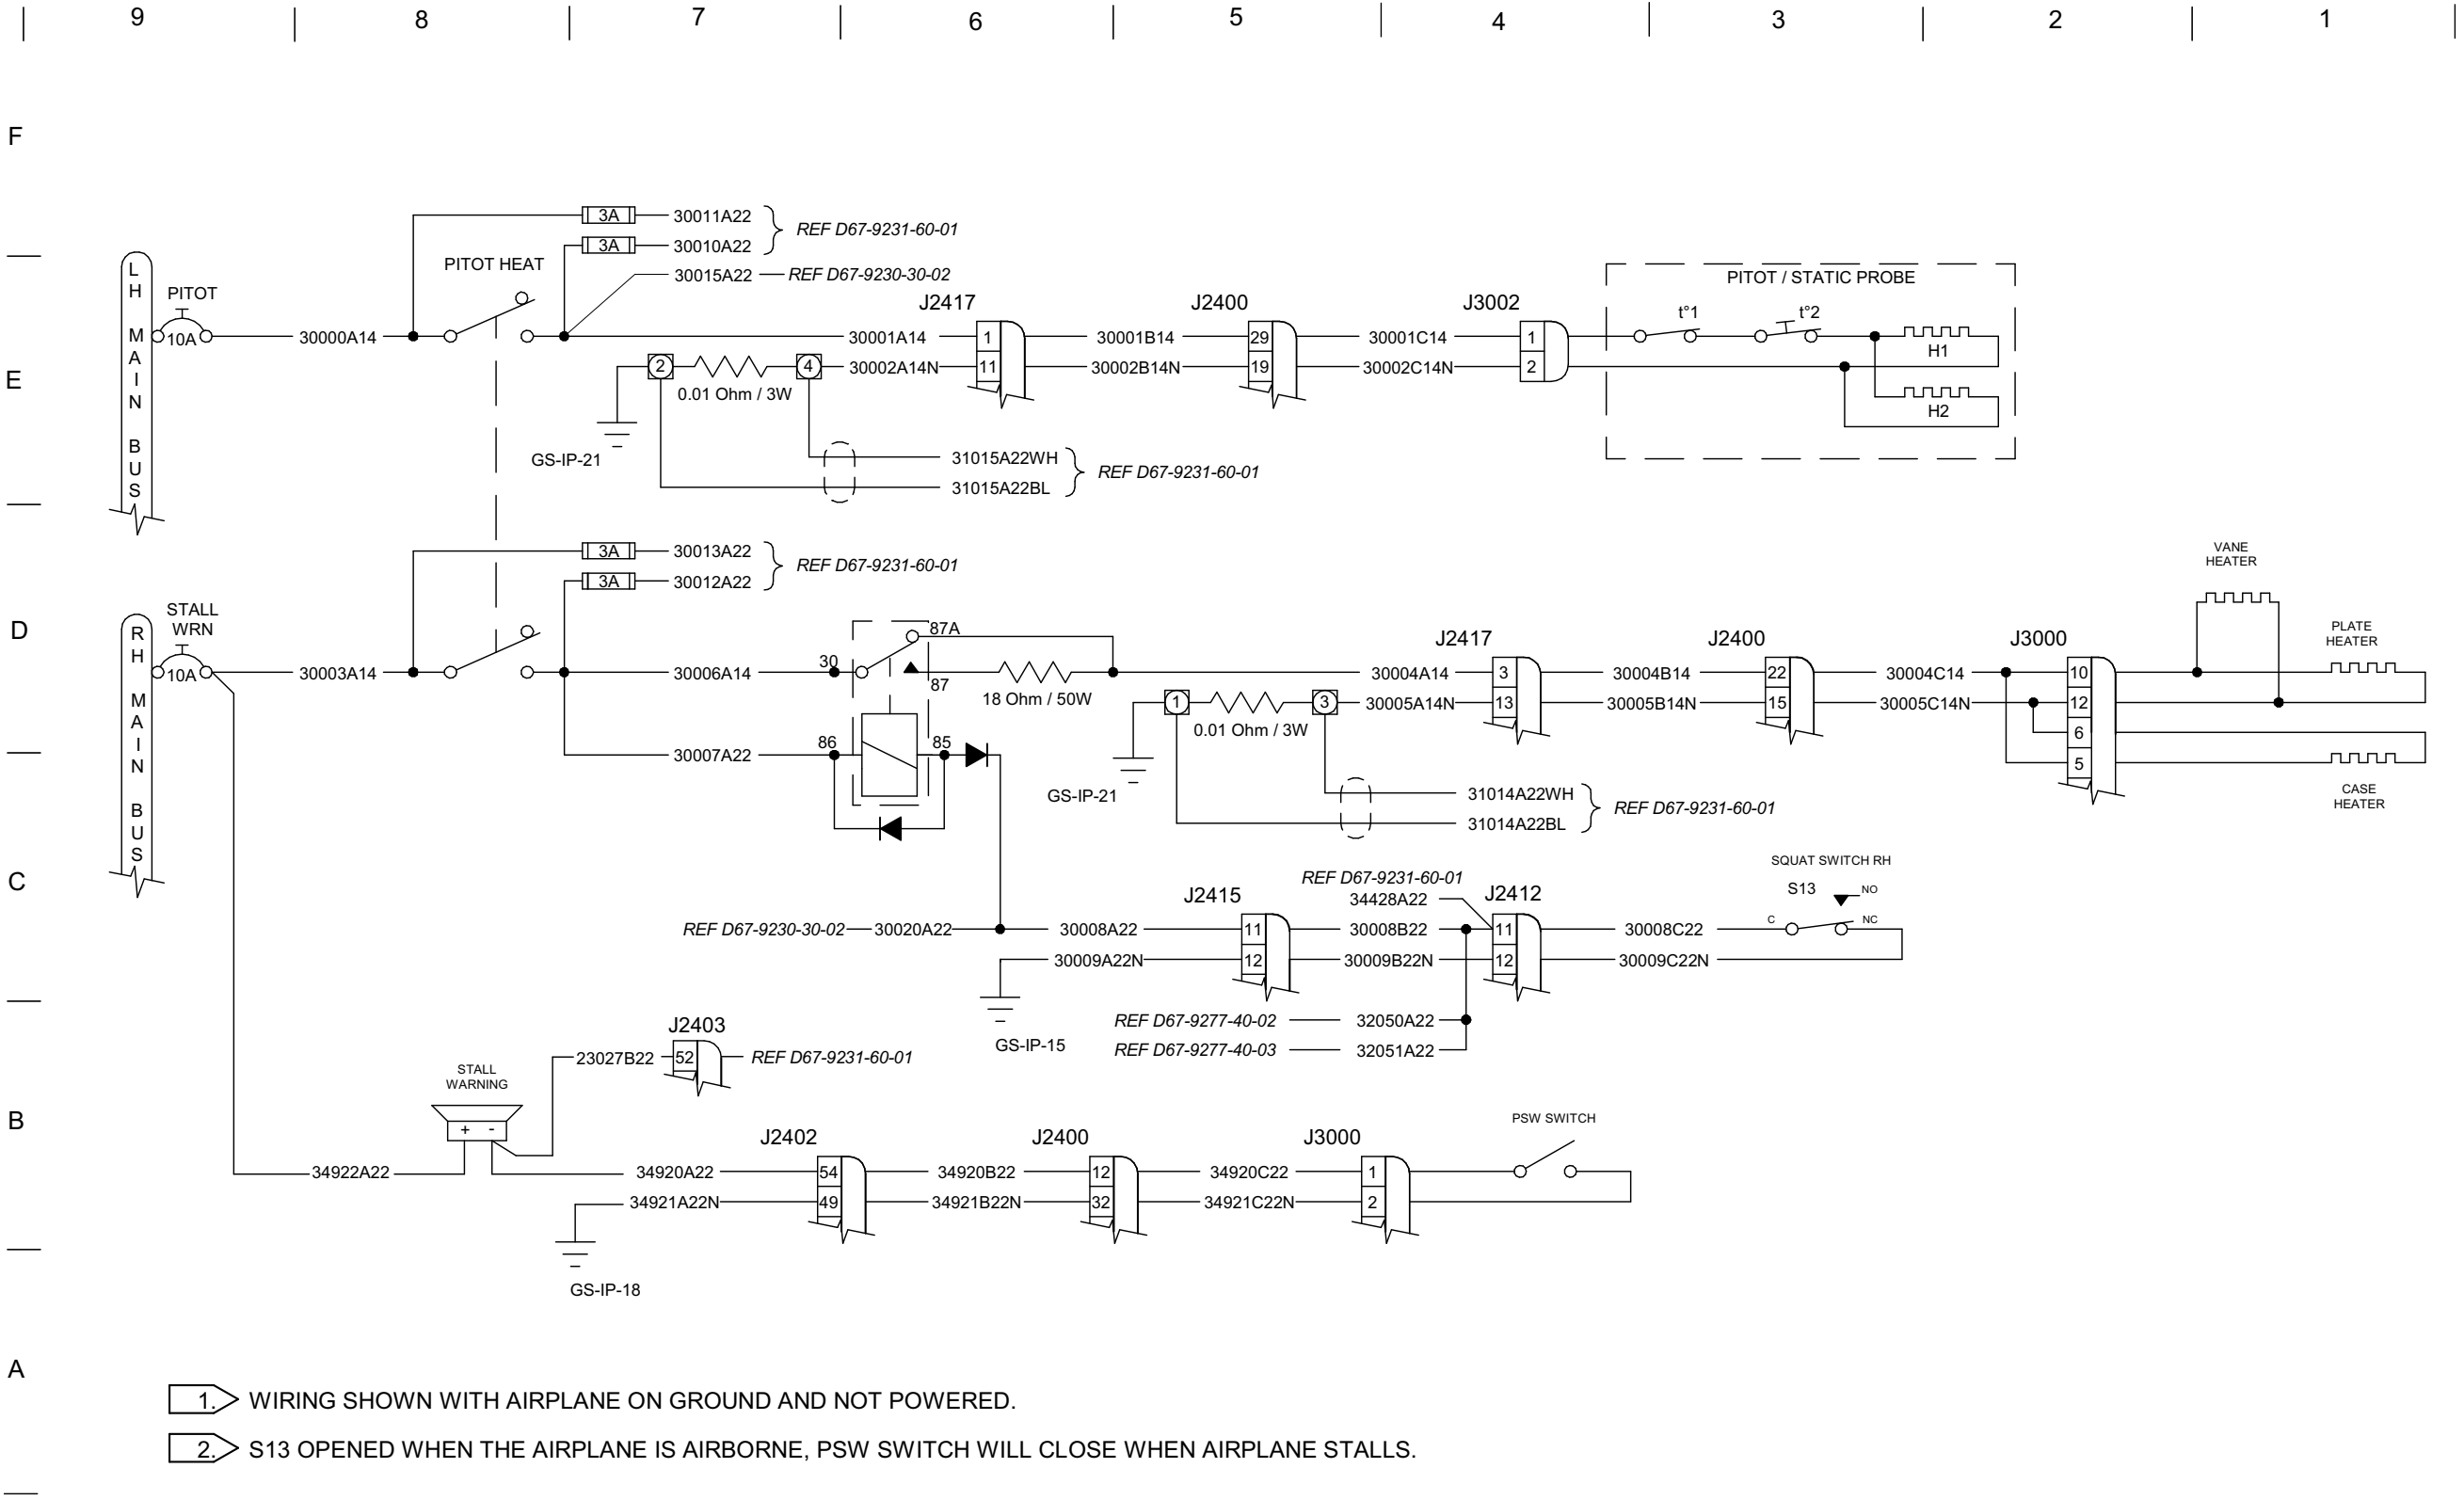 9 8 7 6 5 4 3 2 1
F
3A 30011A22
REF D67-9231-60-01
3A 30010A22
PITOT HEAT
30015A22 REF D67-9230-30-02
PITOT / STATIC PROBE
LH MAIN BUS
PITOT
J2417 J2400 J3002
t°1 t°2
10A 30000A14 30001A14 1 30001B14 29 30001C14 1
H1
E
2 4 30002A14N 11 30002B14N 19 30002C14N 2
0.01 Ohm / 3W
H2
GS-IP-21
31015A22WH
REF D67-9231-60-01
31015A22BL
3A 30013A22
REF D67-9231-60-01
3A 30012A22
VANE
HEATER
STALL
WRN
D
RH MAIN BUS
87A
J2417 J2400 J3000
PLATE
HEATER
10A 30003A14 30006A14 30 87 30004A14 3 30004B14 22 30004C14 10
18 Ohm / 50W
1 3 30005A14N 13 30005B14N 15 30005C14N 12
0.01 Ohm / 3W
6
30007A22 86 85
5
GS-IP-21
31014A22WH
REF D67-9231-60-01
31014A22BL
CASE
HEATER
C
SQUAT SWITCH RH
REF D67-9231-60-01
34428A22
J2415 J2412
S13 NO
REF D67-9230-30-02 30020A22 30008A22 11 30008B22 11 30008C22 C NC
30009A22N 12 30009B22N 12 30009C22N
GS-IP-15
REF D67-9277-40-02 32050A22
REF D67-9277-40-03 32051A22
J2403
23027B22 52 REF D67-9231-60-01
STALL
WARNING
B
+ -
PSW SWITCH
J2402 J2400 J3000
34922A22 34920A22 54 34920B22 12 34920C22 1
34921A22N 49 34921B22N 32 34921C22N 2
GS-IP-18
A
1. WIRING SHOWN WITH AIRPLANE ON GROUND AND NOT POWERED.
2. S13 OPENED WHEN THE AIRPLANE IS AIRBORNE, PSW SWITCH WILL CLOSE WHEN AIRPLANE STALLS.